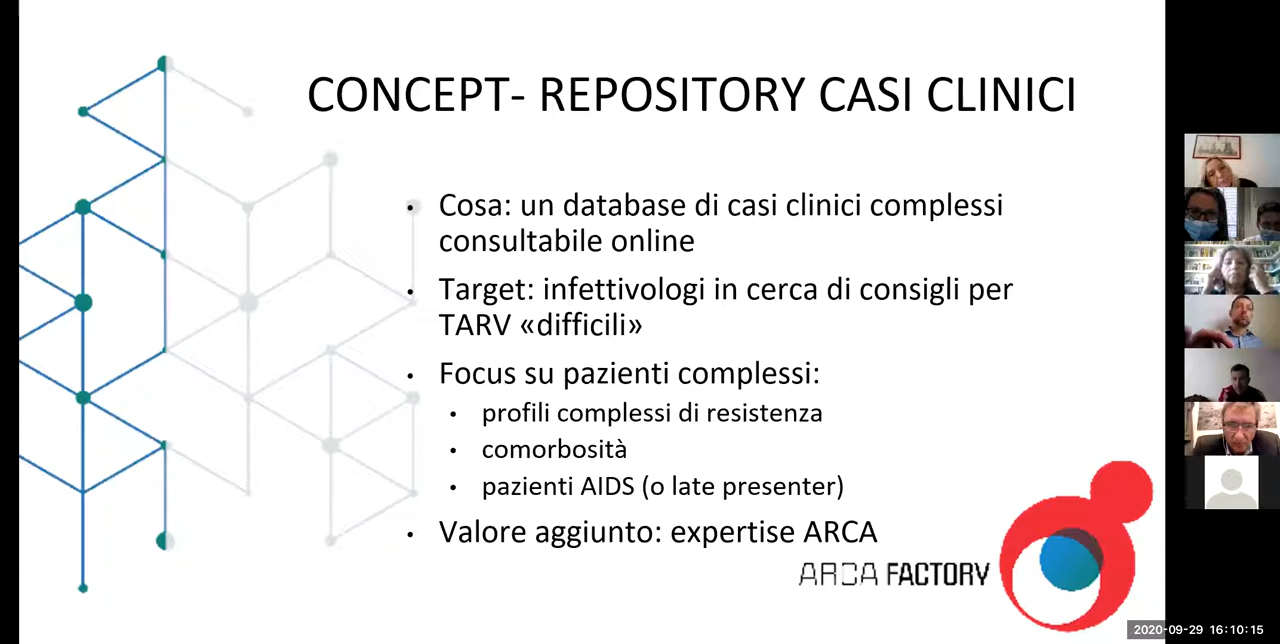 CONCEPT- REPOSITORY CASI CLINICI
• Cosa: un database di casi clinici complessi
consultabile online
• Target: infettivologi in cerca di consigli per
TARV «difficili»
• Focus su pazienti complessi:
• profili complessi di resistenza
• comorbosità
• pazienti AIDS (o late presenter)
• Valore aggiunto: expertise ARCA
ARCA FACTORY
2020-09-29 16:10:15